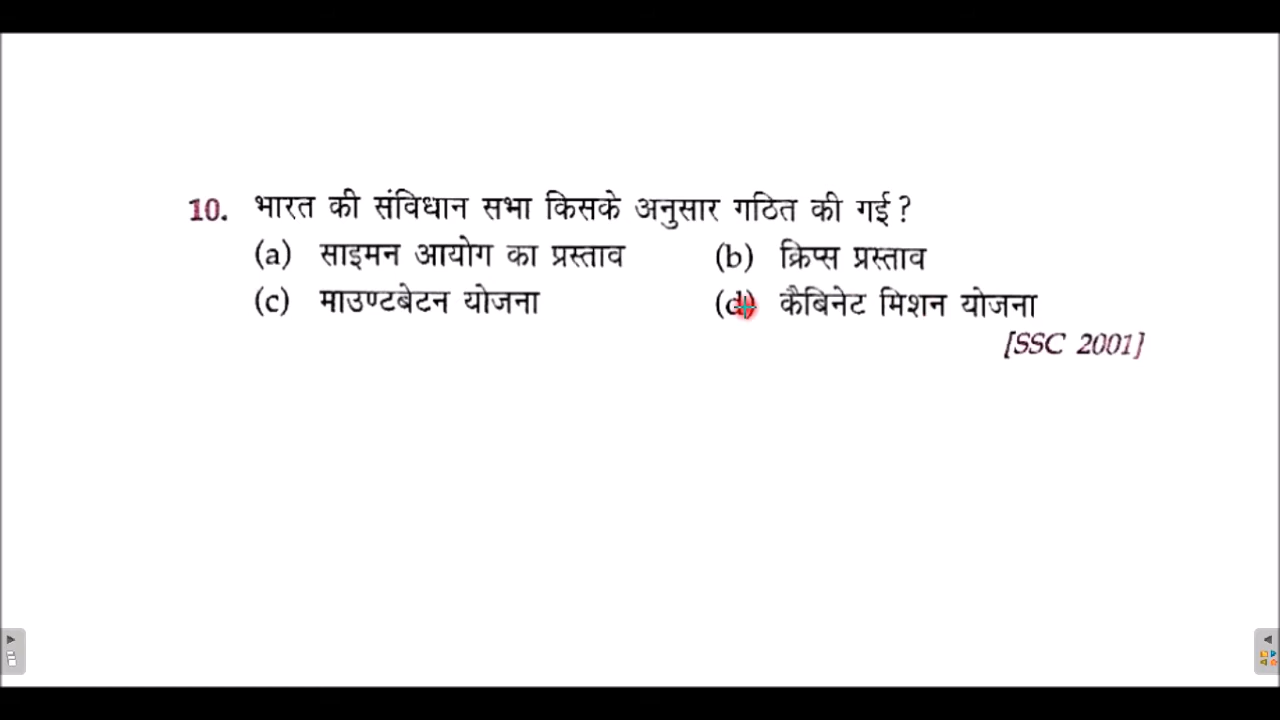 10. भारत की संविधान सभा किसके अनुसार गठित की गई ?
(a) साइमन आयोग का प्रस्ताव (b) क्रिप्स प्रस्ताव
(c) माउण्टबेटन योजना (d) कैबिनेट मिशन योजना
[SSC 2001]